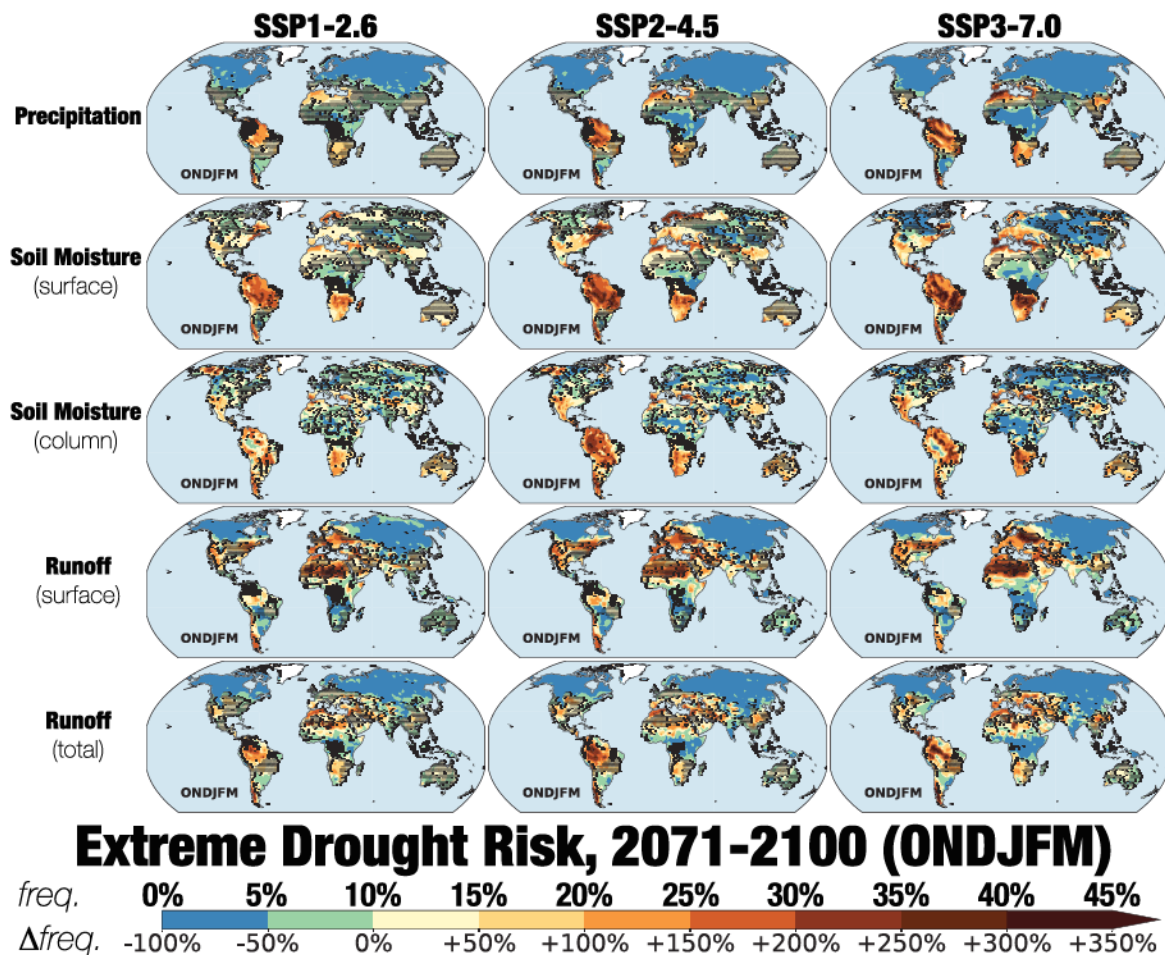 SSP1-2.6 SSP2-4.5 SSP3-7.0
Precipitation
ONDJFM ONDJFM ONDJFM
Soil Moisture
(surface)
ONDJFM ONDJFM ONDJFM
Soil Moisture
(column)
ONDJFM ONDJFM ONDJFM
Runoff
(surface)
ONDJFM ONDJFM ONDJFM
Runoff
(total)
ONDJFM ONDJFM ONDJFM
Extreme Drought Risk, 2071-2100 (ONDJFM)
freq. 0% 5% 10% 15% 20% 25% 30% 35% 40% 45%
Δfreq. -100% -50% 0% +50% +100% +150% +200% +250% +300% +350%